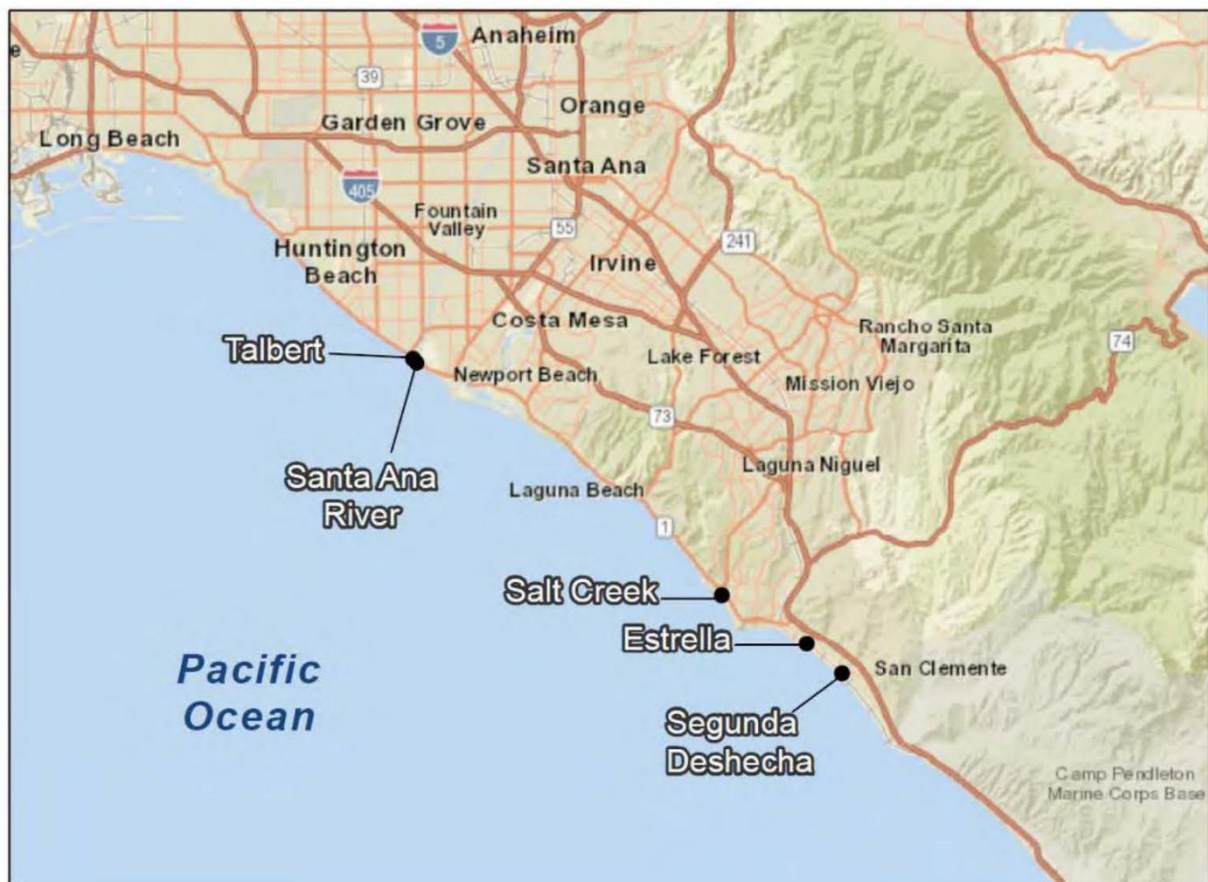 Anaheim
5
e
39
Orange
Long Beach
Garden Grove
Santa Ana
405
Fountain
Valley
55
241
Huntington
Beach
Irvine
Costa Mesa
Rancho Santa
Margarita
74
Talbert
Lake Forest
Newport Beach
Mission Viejo
73
Santa Ana
River
Laguna Niguel
Laguna Beach
1
Salt Creek
Estrella
Pacific
Ocean
San Clemente
Segunda
Deshecha
Camp Pendleton
Marine Corps Base